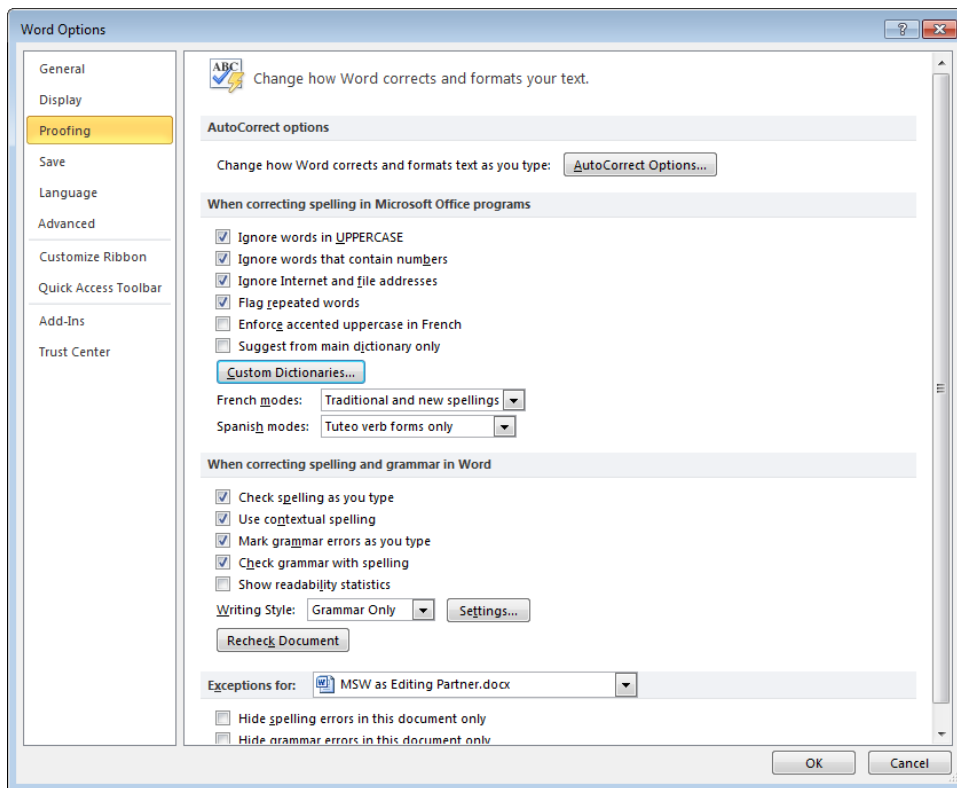 Word Options
General
Display
Proofing
Save
Language
Advanced
Customize Ribbon
Quick Access Toolbar
Add-Ins
Trust Center
ABC
Change how Word corrects and formats your text.
AutoCorrect options
Change how Word corrects and formats text as you type: AutoCorrect Options...
When correcting spelling in Microsoft Office programs
Ignore words in UPPERCASE
Ignore words that contain numbers
Ignore Internet and file addresses
Flag repeated words
Enforce accented uppercase in French
Suggest from main dictionary only
Custom Dictionaries...
French modes: Traditional and new spellings
Spanish modes: Tuteo verb forms only
When correcting spelling and grammar in Word
Check spelling as you type
Use contextual spelling
Mark grammar errors as you type
Check grammar with spelling
Show readability statistics
Writing Style: Grammar Only Settings...
Recheck Document
Exceptions for: MSW as Editing Partner.docx
Hide spelling errors in this document only
Hide grammar errors in this document only
OK Cancel